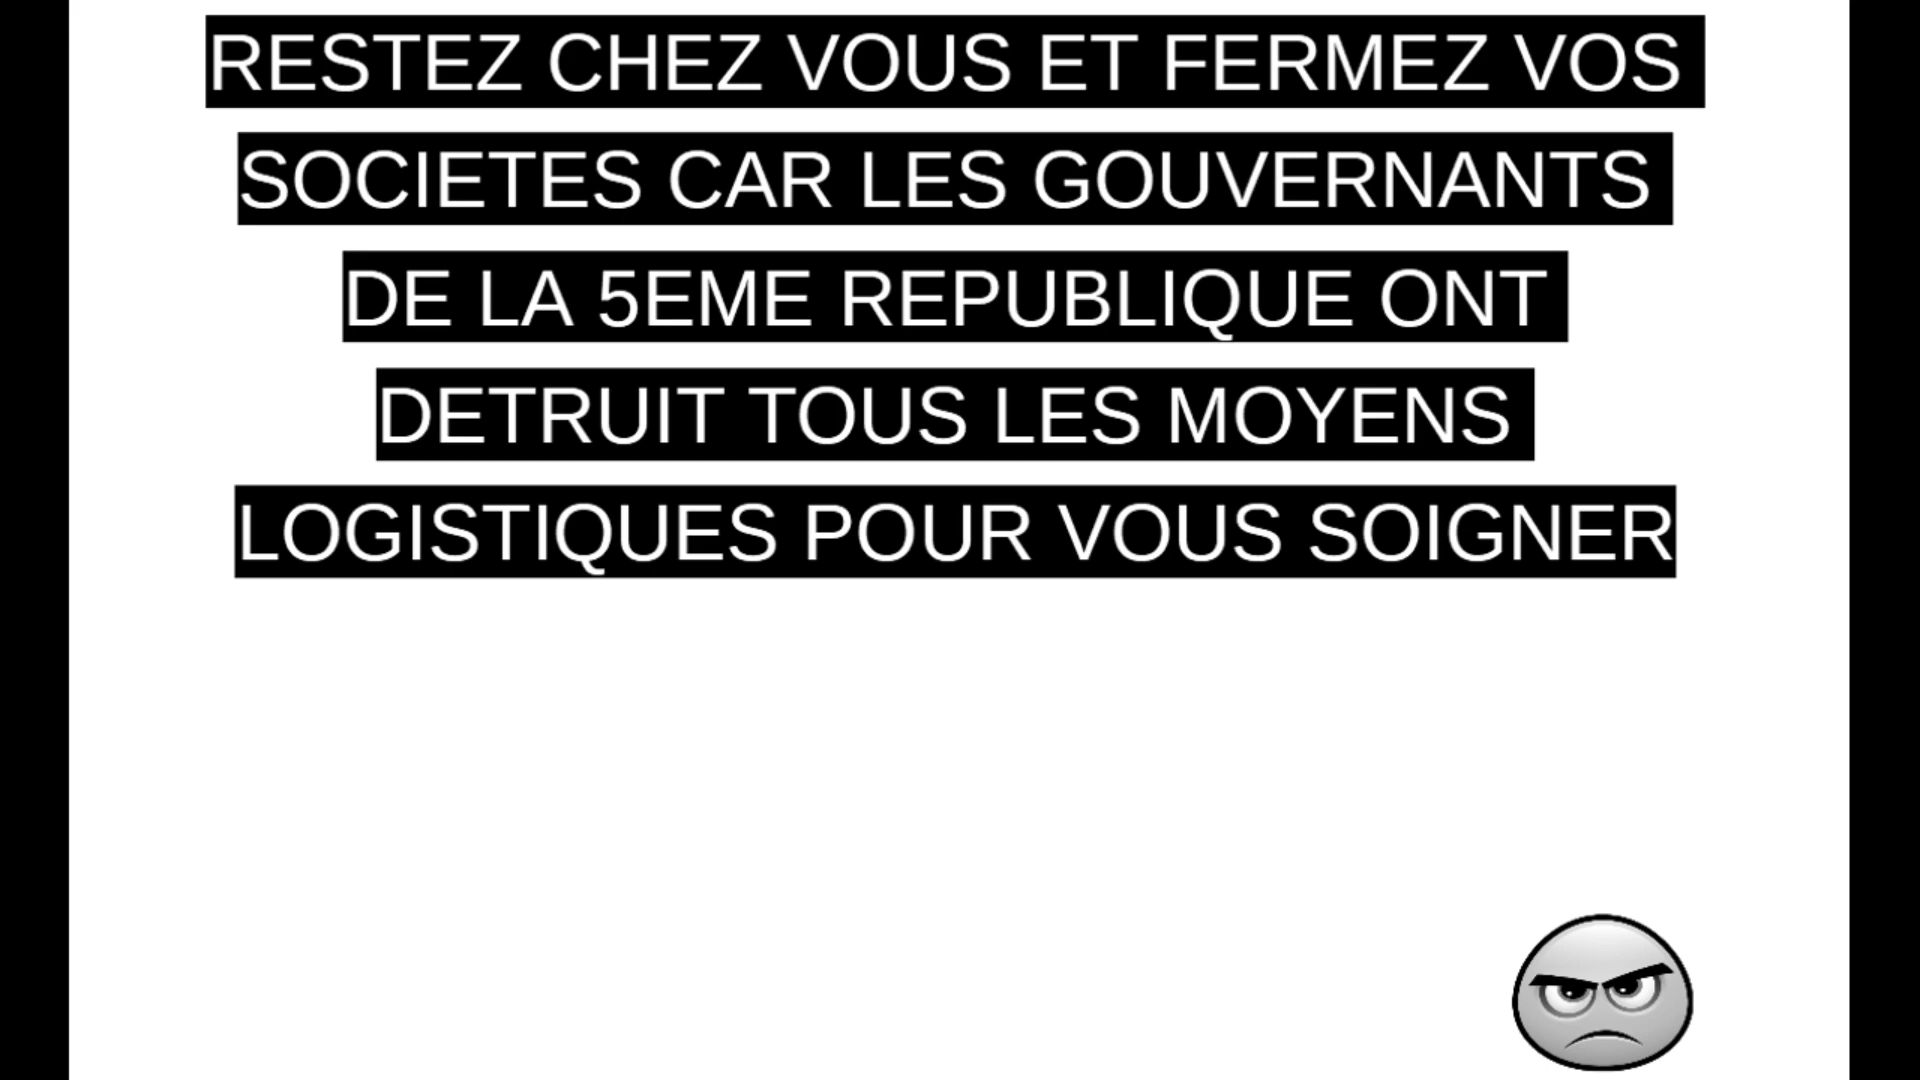 RESTEZ CHEZ VOUS ET FERMEZ VOS
SOCIETES CAR LES GOUVERNANTS
DE LA 5EME REPUBLIQUE ONT
DETRUIT TOUS LES MOYENS
LOGISTIQUES POUR VOUS SOIGNER